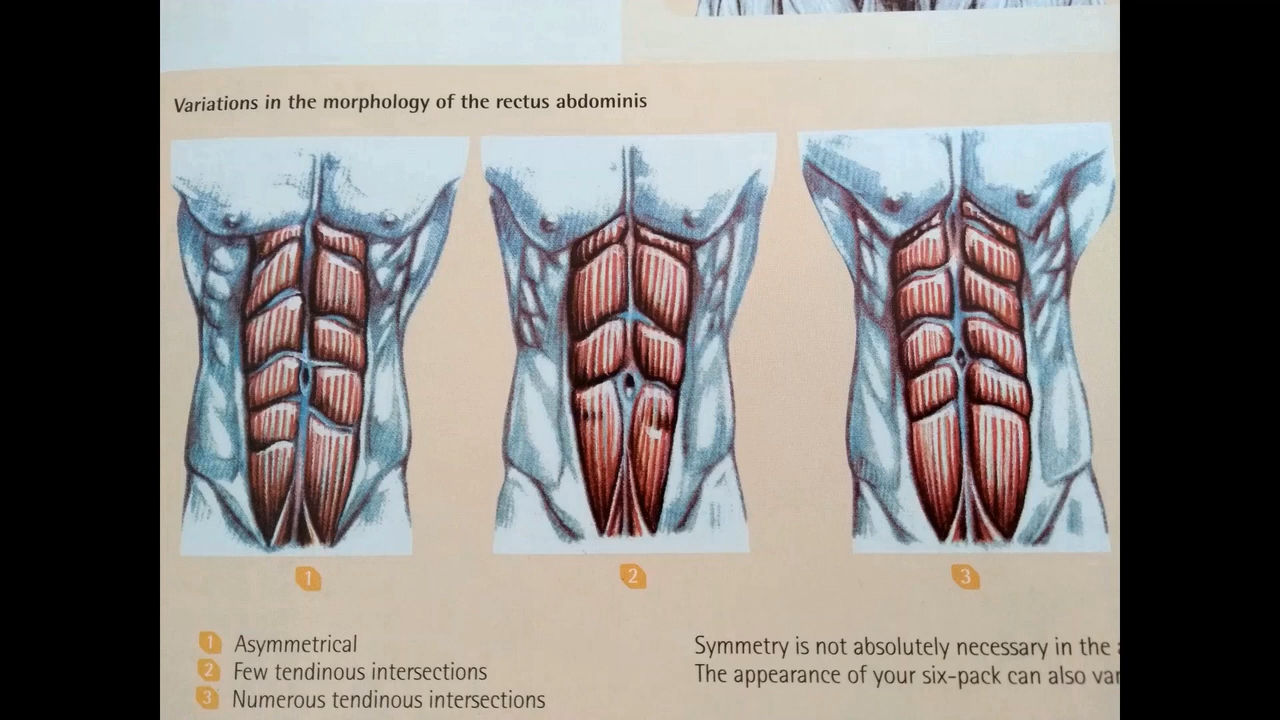 Variations in the morphology of the rectus abdominis
1
2
3
1 Asymmetrical
2 Few tendinous intersections
3 Numerous tendinous intersections
Symmetry is not absolutely necessary in the
The appearance of your six-pack can also